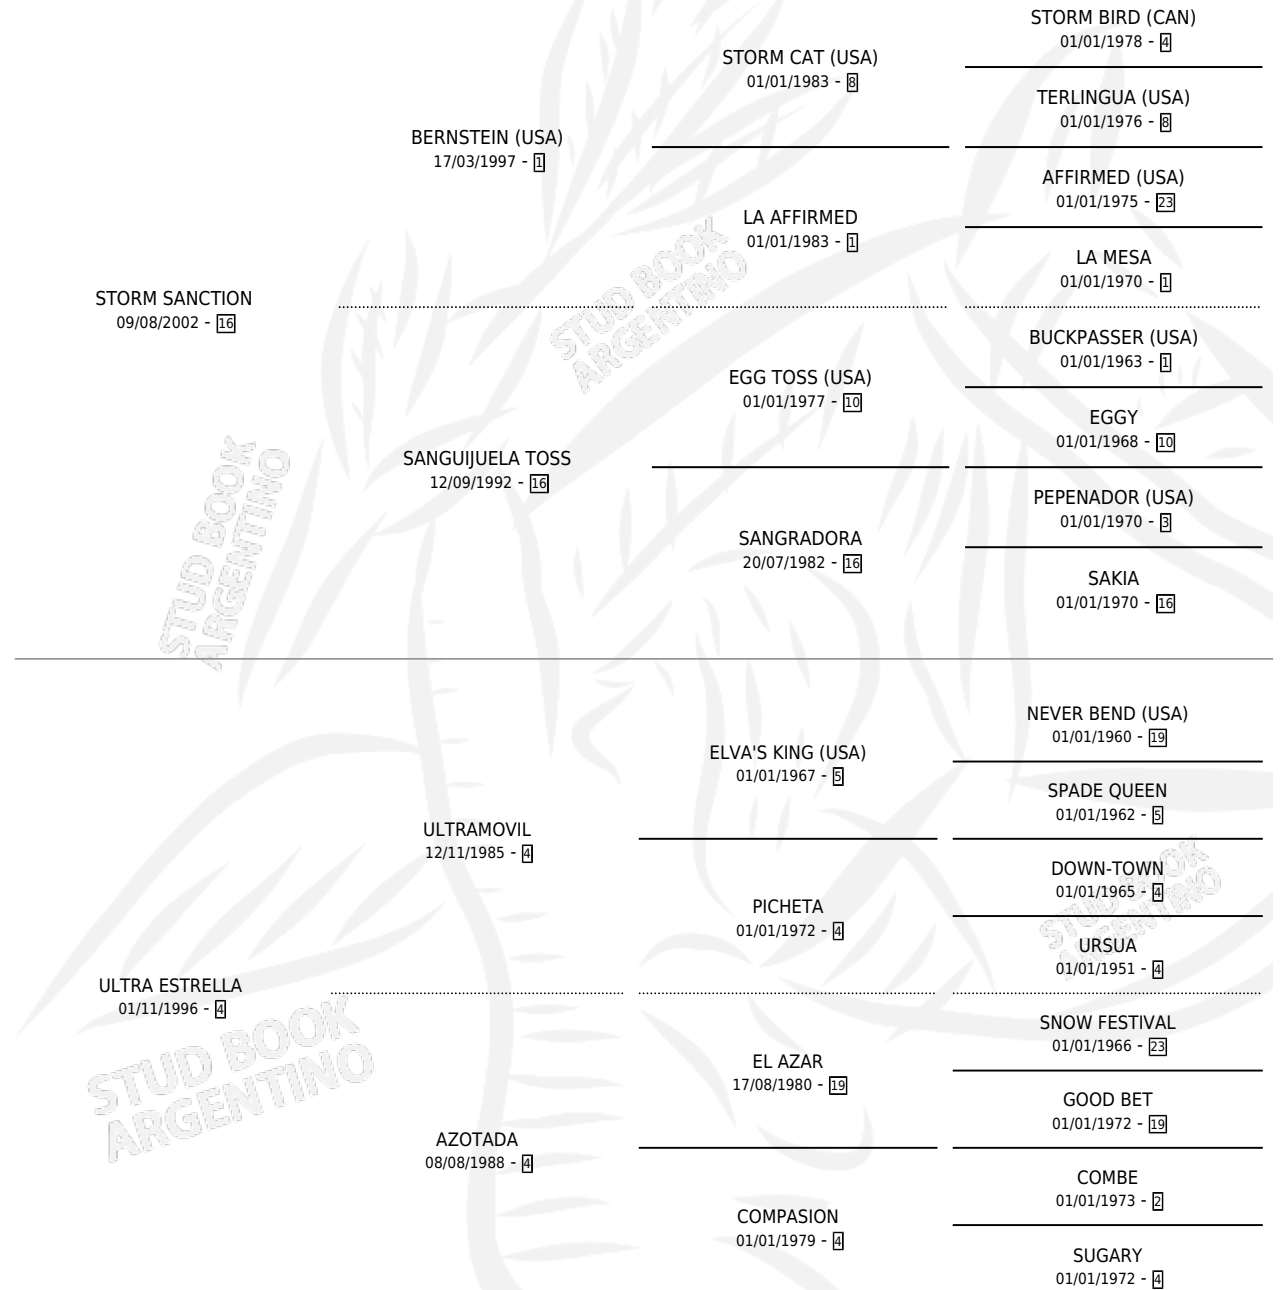 STORM BIRD (CAN)
01/01/1978 - 4
STORM CAT (USA)
01/01/1983 - 8
TERLINGUA (USA)
01/01/1976 - 8
BERNSTEIN (USA)
17/03/1997 - 1
AFFIRMED (USA)
01/01/1975 - 23
LA AFFIRMED
01/01/1983 - 1
LA MESA
01/01/1970 - 1
STORM SANCTION
09/08/2002 - 16
BUCKPASSER (USA)
01/01/1963 - 1
EGG TOSS (USA)
01/01/1977 - 10
EGGY
01/01/1968 - 10
SANGUIJUELA TOSS
12/09/1992 - 16
PEPENADOR (USA)
01/01/1970 - 3
SANGRADORA
20/07/1982 - 16
SAKIA
01/01/1970 - 16
NEVER BEND (USA)
01/01/1960 - 19
ELVA'S KING (USA)
01/01/1967 - 5
SPADE QUEEN
01/01/1962 - 5
ULTRAMOVIL
12/11/1985 - 4
DOWN-TOWN
01/01/1965 - 4
PICHETA
01/01/1972 - 4
URSUA
01/01/1951 - 4
ULTRA ESTRELLA
01/11/1996 - 4
SNOW FESTIVAL
01/01/1966 - 23
EL AZAR
17/08/1980 - 19
GOOD BET
01/01/1972 - 19
AZOTADA
08/08/1988 - 4
COMBE
01/01/1973 - 2
COMPASION
01/01/1979 - 4
SUGARY
01/01/1972 - 4
STUD BOOK
ARGENTINO
STUD BOOK
ARGENTINO
STUD BOOK
ARGENTINO
STUD BOOK
ARGENTINO